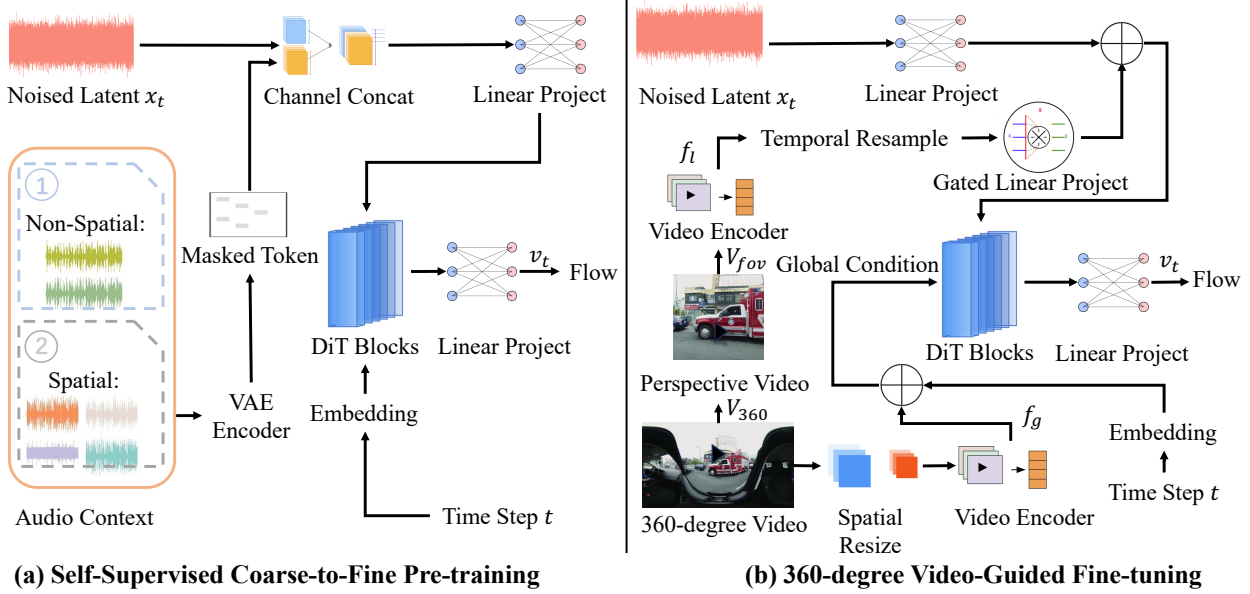 Noised Latent x_t
Channel Concat
Linear Project
1
Non-Spatial:
2
Spatial:
Audio Context
Masked Token
VAE
Encoder
DiT Blocks
Linear Project
v_t
Flow
Embedding
Time Step t
(a) Self-Supervised Coarse-to-Fine Pre-training
Noised Latent x_t
Linear Project
Temporal Resample
Gated Linear Project
f_l
Video Encoder
V_fov
Global Condition
Perspective Video
V_360
360-degree Video
Spatial
Resize
Video Encoder
f_g
DiT Blocks
Linear Project
v_t
Flow
Embedding
Time Step t
(b) 360-degree Video-Guided Fine-tuning